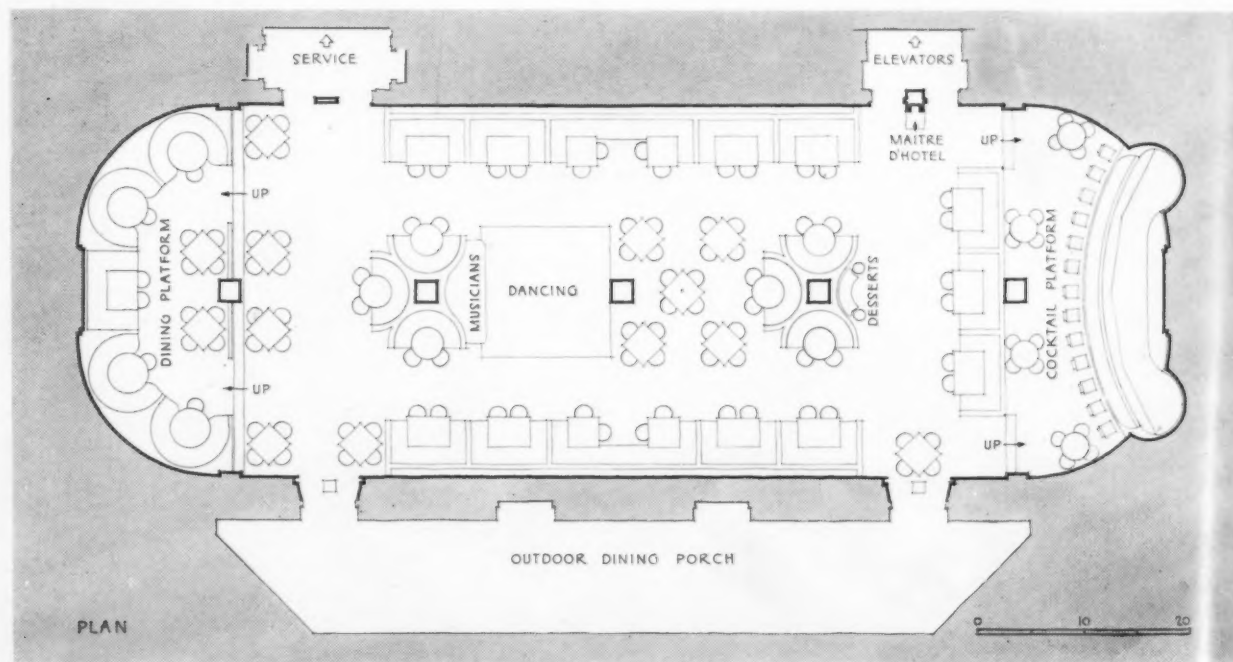 SERVICE
ELEVATORS
MAITRE
D'HOTEL
UP
UP
UP
UP
DINING PLATFORM
MUSICIANS
DANCING
DESSERTS
COCKTAIL PLATFORM
OUTDOOR DINING PORCH
PLAN
0 10 20